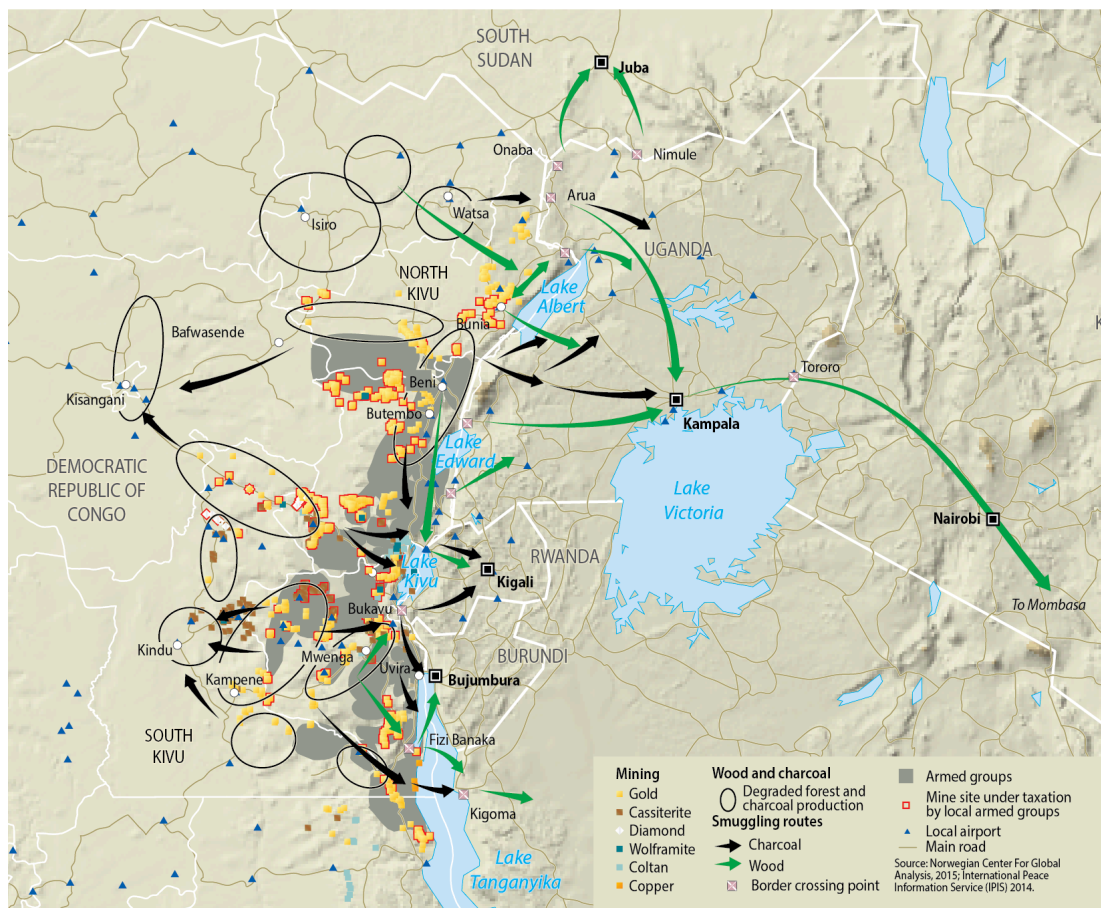 SOUTH
SUDAN
Juba
Onaba
Nimule
Arua
Watsa
Isiro
UGANDA
NORTH
KIVU
Lake
Albert
Bunia
Bafwasende
Tororo
Beni
Kisangani
Butembo
Kampala
Lake
Edward
DEMOCRATIC
REPUBLIC OF
CONGO
Lake
Victoria
Nairobi
RWANDA
Lake
Kivu
Kigali
To Mombasa
Bukavu
Kindu
Mwenga
BURUNDI
Uvira
Kampene
Bujumbura
SOUTH
KIVU
Fizi Banaka
Kigoma
Lake
Tanganyika
K
Mining
Gold
Cassiterite
Diamond
Wolframite
Coltan
Copper
Wood and charcoal
Degraded forest and
charcoal production
Smuggling routes
Charcoal
Wood
Border crossing point
Armed groups
Mine site under taxation
by local armed groups
Local airport
Main road
Source: Norwegian Center For Global
Analysis, 2015; International Peace
Information Service (IPIS) 2014.